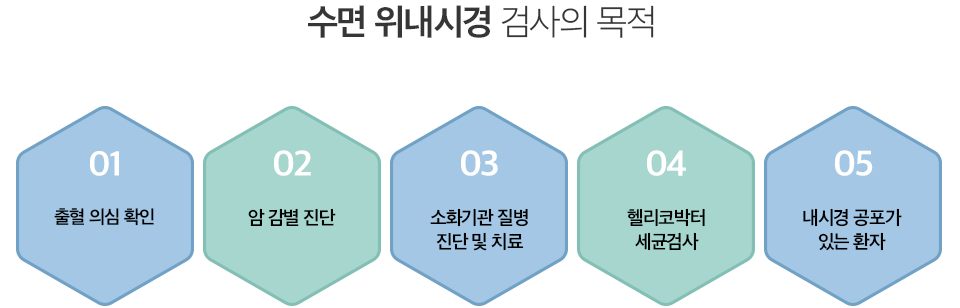 수면 위내시경 검사의 목적
01
출혈 의심 확인
02
암 감별 진단
03
소화기관 질병
진단 및 치료
04
헬리코박터
세균검사
05
내시경 공포가
있는 환자